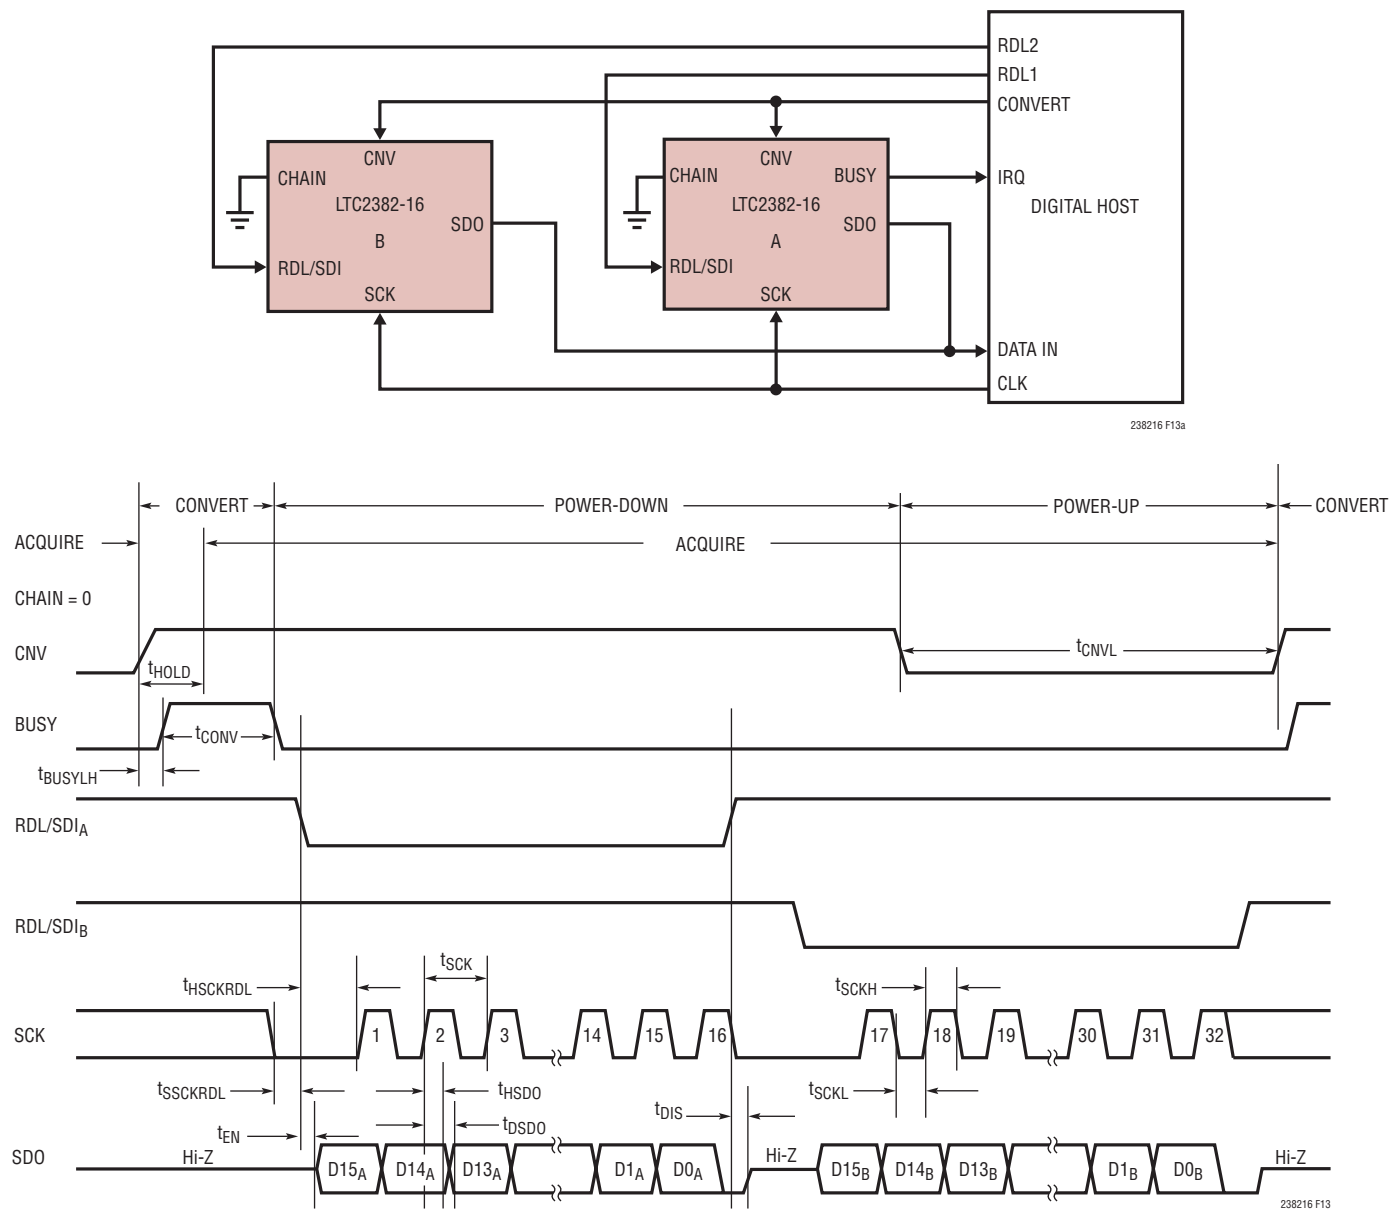 RDL2
RDL1
CONVERT
CNV
CHAIN
LTC2382-16
SDO
B
RDL/SDI
SCK
CNV
CHAIN
BUSY
LTC2382-16
SDO
A
RDL/SDI
SCK
IRQ
DIGITAL HOST
DATA IN
CLK
238216 F13a
CONVERT
POWER-DOWN
POWER-UP
CONVERT
ACQUIRE
ACQUIRE
CHAIN = 0
CNV
tHOLD
tCNVL
BUSY
tCONV
tBUSYLH
RDL/SDIA
RDL/SDIB
tSCK
tHSCKRDL
tSCKH
SCK
1
2
3
14
15
16
17
18
19
30
31
32
tSSCKRDL
tHSDO
tSCKL
tDIS
tDSDO
tEN
SDO
Hi-Z
D15A
D14A
D13A
D1A
D0A
Hi-Z
D15B
D14B
D13B
D1B
D0B
Hi-Z
238216 F13